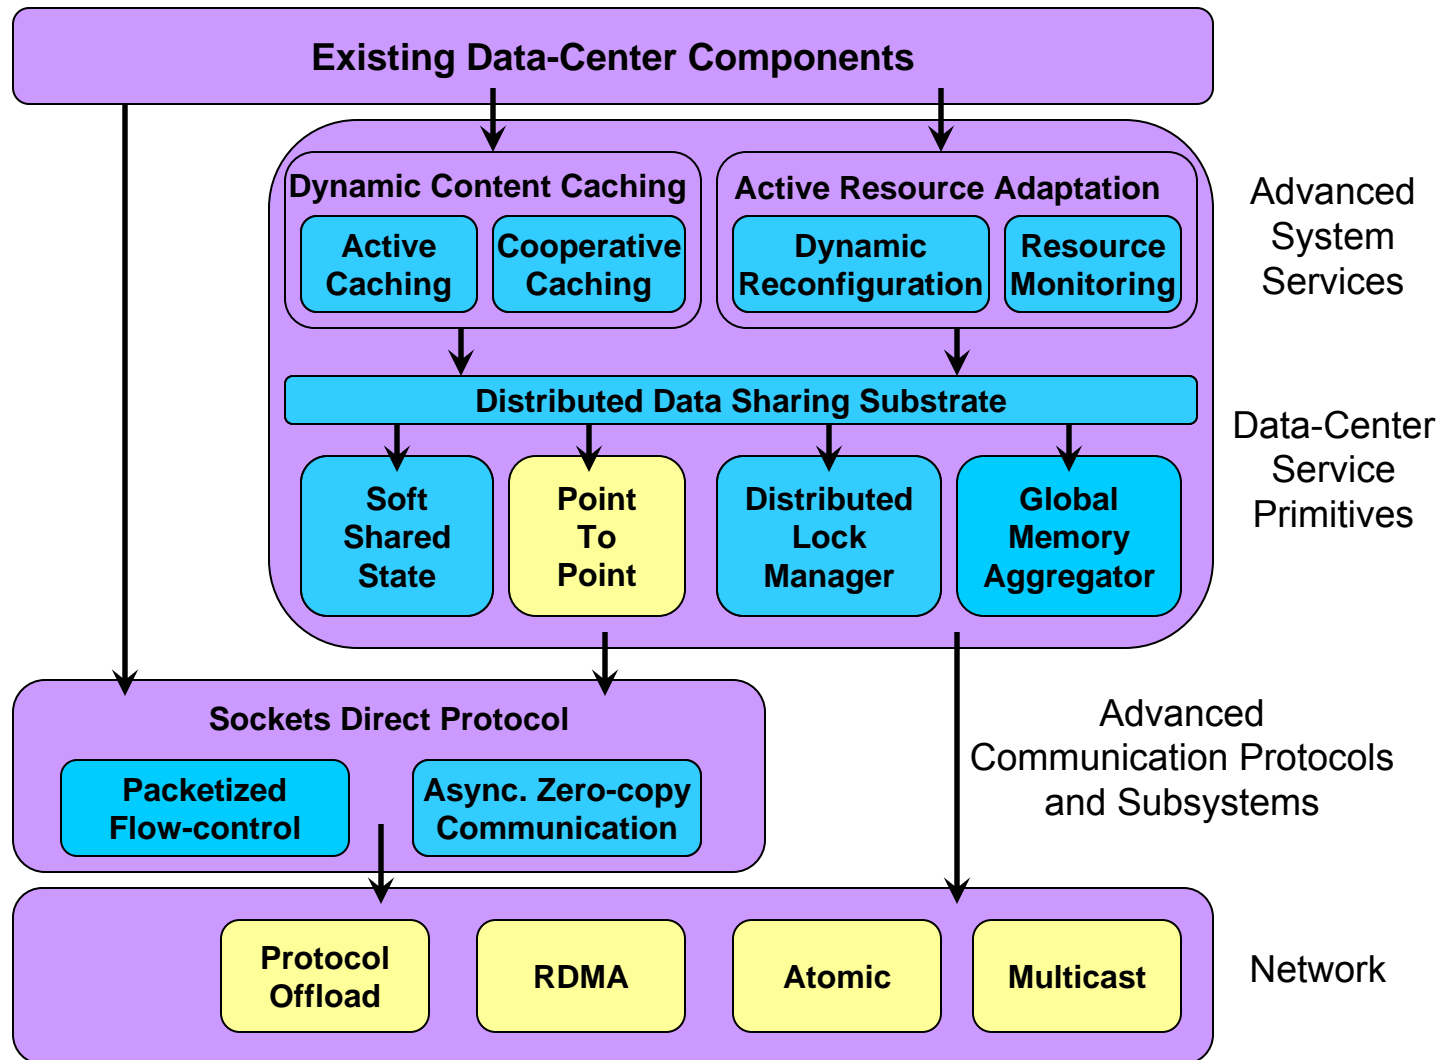 Existing Data-Center Components
Dynamic Content Caching
Active
Caching
Cooperative
Caching
Active Resource Adaptation
Dynamic
Reconfiguration
Resource
Monitoring
Advanced
System
Services
Distributed Data Sharing Substrate
Soft
Shared
State
Point
To
Point
Distributed
Lock
Manager
Global
Memory
Aggregator
Data-Center
Service
Primitives
Sockets Direct Protocol
Packetized
Flow-control
Async. Zero-copy
Communication
Advanced
Communication Protocols
and Subsystems
Protocol
Offload
RDMA
Atomic
Multicast
Network